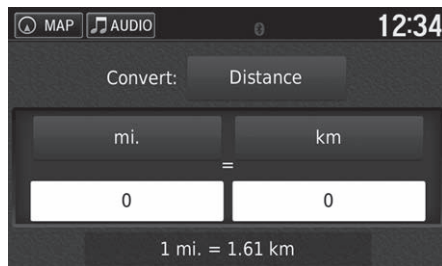 MAP AUDIO 12:34
Convert: Distance
mi. km
=
0 0
1 mi. = 1.61 km